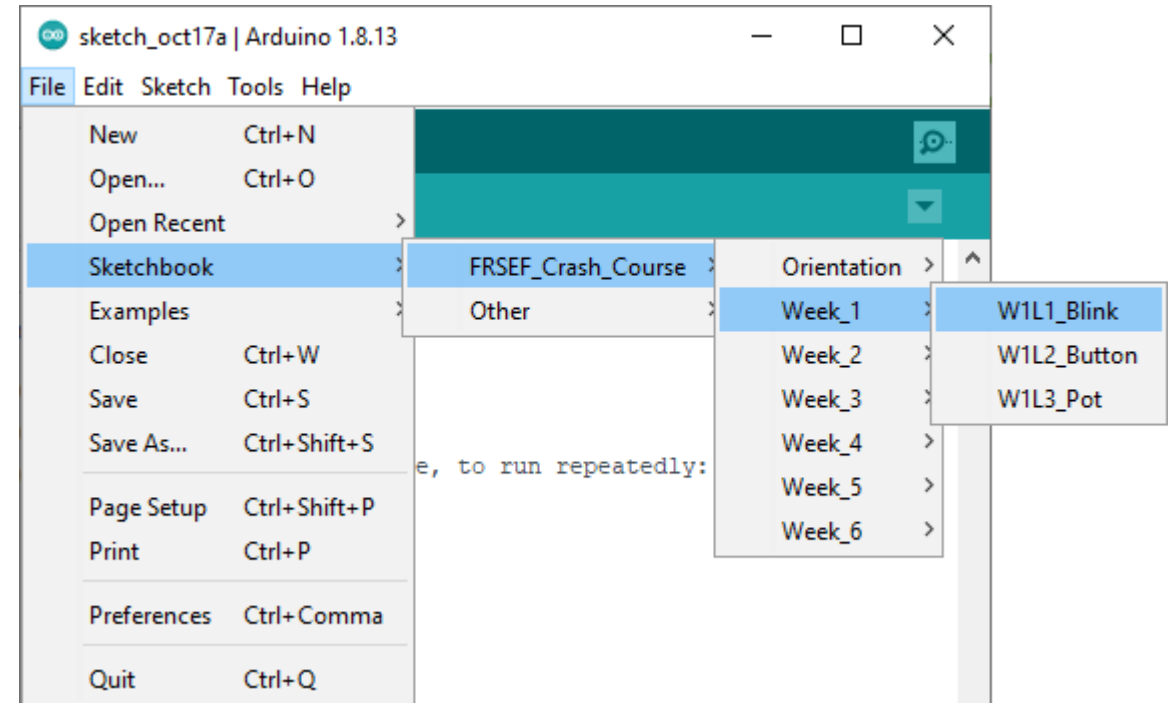 sketch_oct17a | Arduino 1.8.13
File Edit Sketch Tools Help
New Ctrl+N
Open... Ctrl+O
Open Recent
Sketchbook
Examples
Close Ctrl+W
Save Ctrl+S
Save As... Ctrl+Shift+S
Page Setup Ctrl+Shift+P
Print Ctrl+P
Preferences Ctrl+Comma
Quit Ctrl+Q
FRSEF_Crash_Course
Other
Orientation
Week_1
Week_2
Week_3
Week_4
Week_5
Week_6
W1L1_Blink
W1L2_Button
W1L3_Pot
e, to run repeatedly: